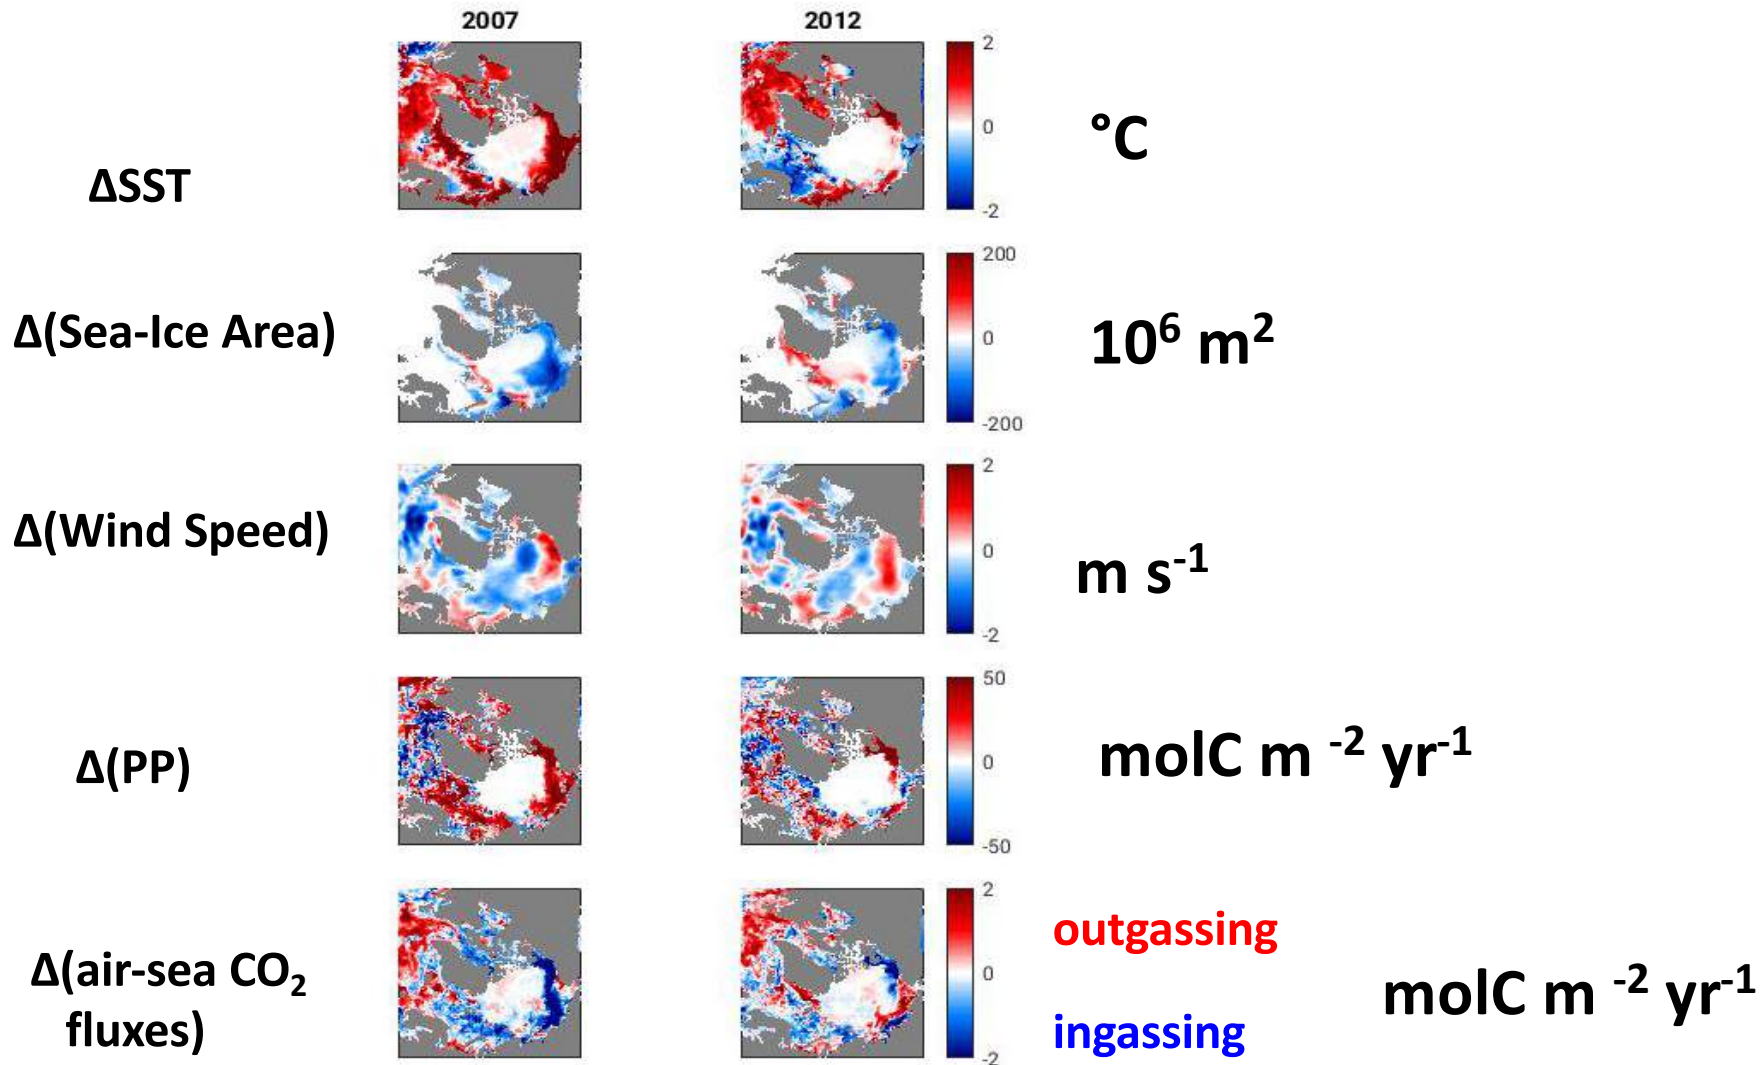 2007 2012
2
0
-2
ΔSST
°C
200
0
-200
Δ(Sea-Ice Area)
10⁶ m²
2
0
-2
Δ(Wind Speed)
m s⁻¹
50
0
-50
Δ(PP)
molC m ⁻² yr⁻¹
2
0
-2
Δ(air-sea CO₂
fluxes)
outgassing
ingassing
molC m ⁻² yr⁻¹